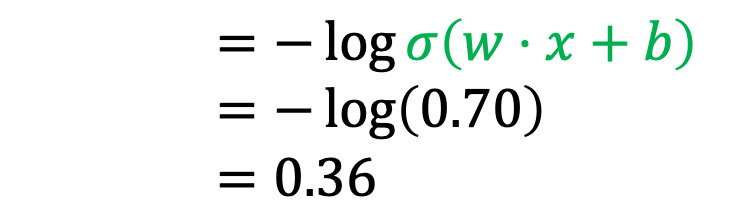 = − log σ(w · x + b)
= − log(0.70)
= 0.36